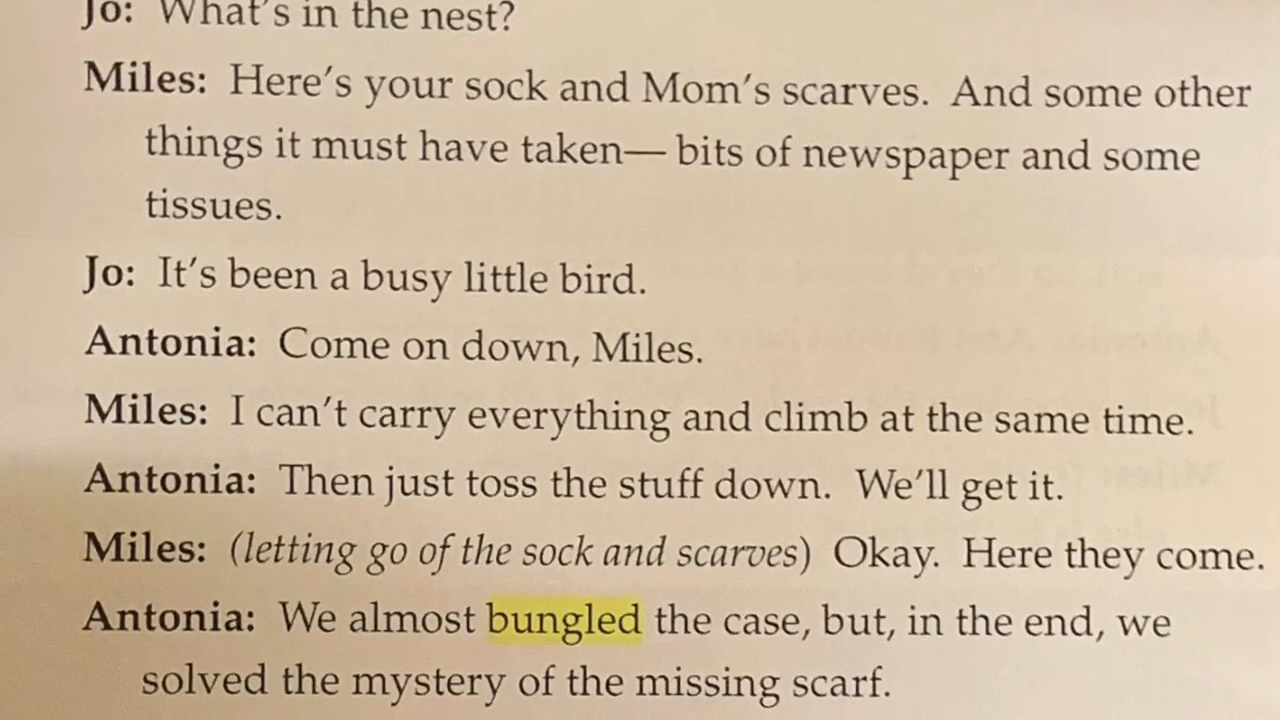 Jo: What's in the nest?
Miles: Here's your sock and Mom's scarves. And some other
things it must have taken— bits of newspaper and some
tissues.
Jo: It's been a busy little bird.
Antonia: Come on down, Miles.
Miles: I can't carry everything and climb at the same time.
Antonia: Then just toss the stuff down. We'll get it.
Miles: (letting go of the sock and scarves) Okay. Here they come.
Antonia: We almost bungled the case, but, in the end, we
solved the mystery of the missing scarf.